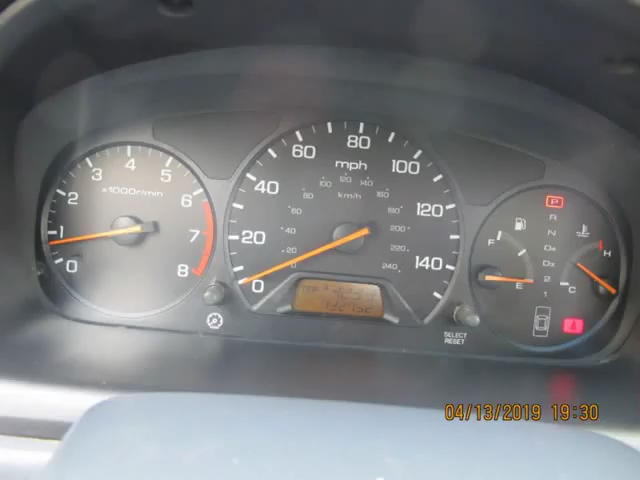 x1000r/min
0 1 2 3 4 5 6 7 8
mph
0 20 40 60 80 100 120 140
km/h
0 20 40 60 80 100 120 140 160 180 200 220 240
F E
P
R
N
D4
D3
2
1
H
C
SELECT
RESET
04/13/2019 19:30